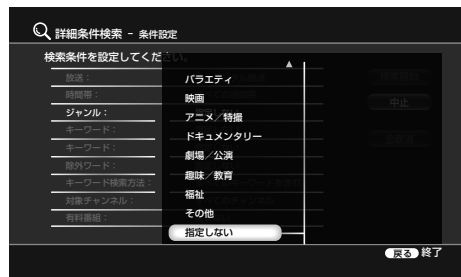 詳細条件検索 - 条件設定
検索条件を設定してください。
放送：
時間帯：
ジャンル：
キーワード：
キーワード：
除外ワード：
キーワード検索方法：
対象チャンネル：
有料番組：
▲
バラエティ
映画
アニメ／特撮
ドキュメンタリー
劇場／公演
趣味／教育
福祉
その他
指定しない
中止
戻る 終了